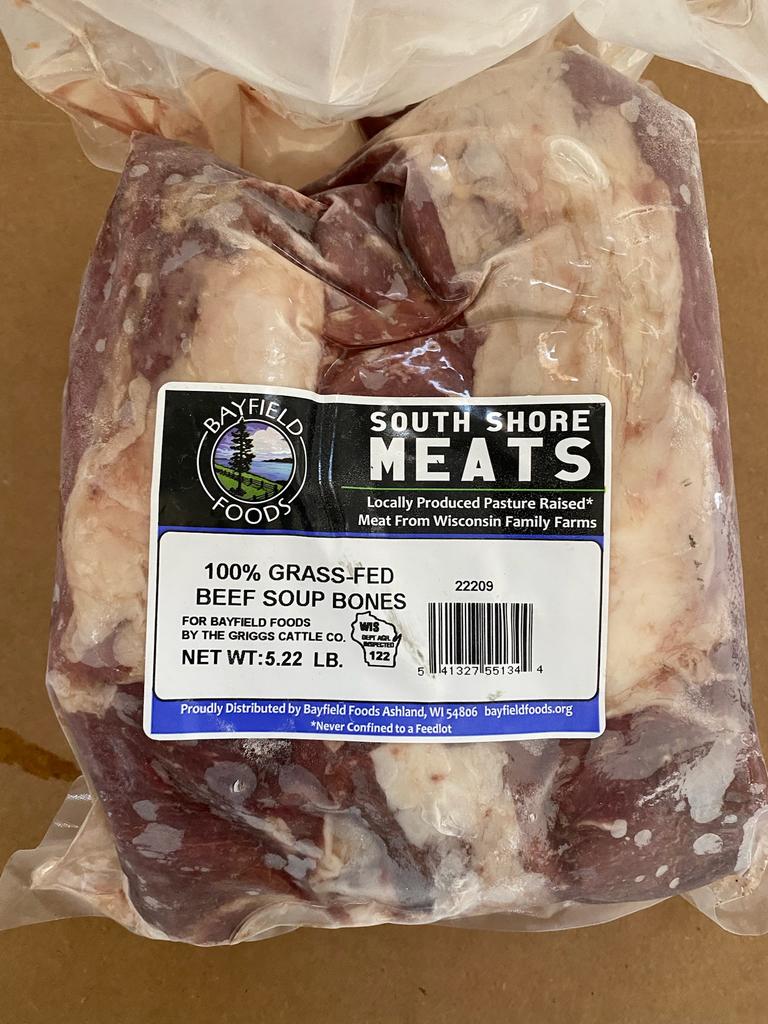 BAYFIELD
FOODS
SOUTH SHORE
MEATS
Locally Produced Pasture Raised*
Meat From Wisconsin Family Farms
100% GRASS-FED
BEEF SOUP BONES
FOR BAYFIELD FOODS
BY THE GRIGGS CATTLE CO.
NET WT:5.22 LB.
WIS
DEPT AGR.
INSPECTED
122
22209
5 41327 55134 4
Proudly Distributed by Bayfield Foods Ashland, WI 54806 bayfieldfoods.org
*Never Confined to a Feedlot